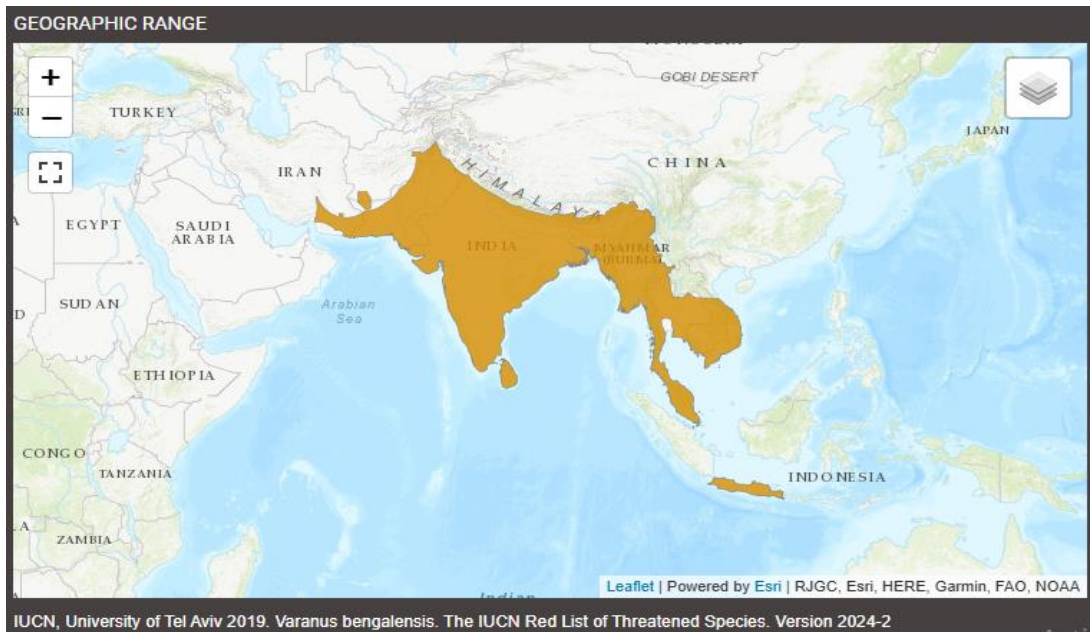 GEOGRAPHIC RANGE
+
−
GOBI DESERT
TURKEY
JAPAN
CHINA
IRAN
HIMALAYA
EGYPT
SAUDI
ARABIA
INDIA
MYANMAR
(BURMA)
SUDAN
Arabian
Sea
ETHIOPIA
CONGO
TANZANIA
INDONESIA
ZAMBIA
Indian
Leaflet | Powered by Esri | RJGC, Esri, HERE, Garmin, FAO, NOAA
IUCN, University of Tel Aviv 2019. Varanus bengalensis. The IUCN Red List of Threatened Species. Version 2024-2